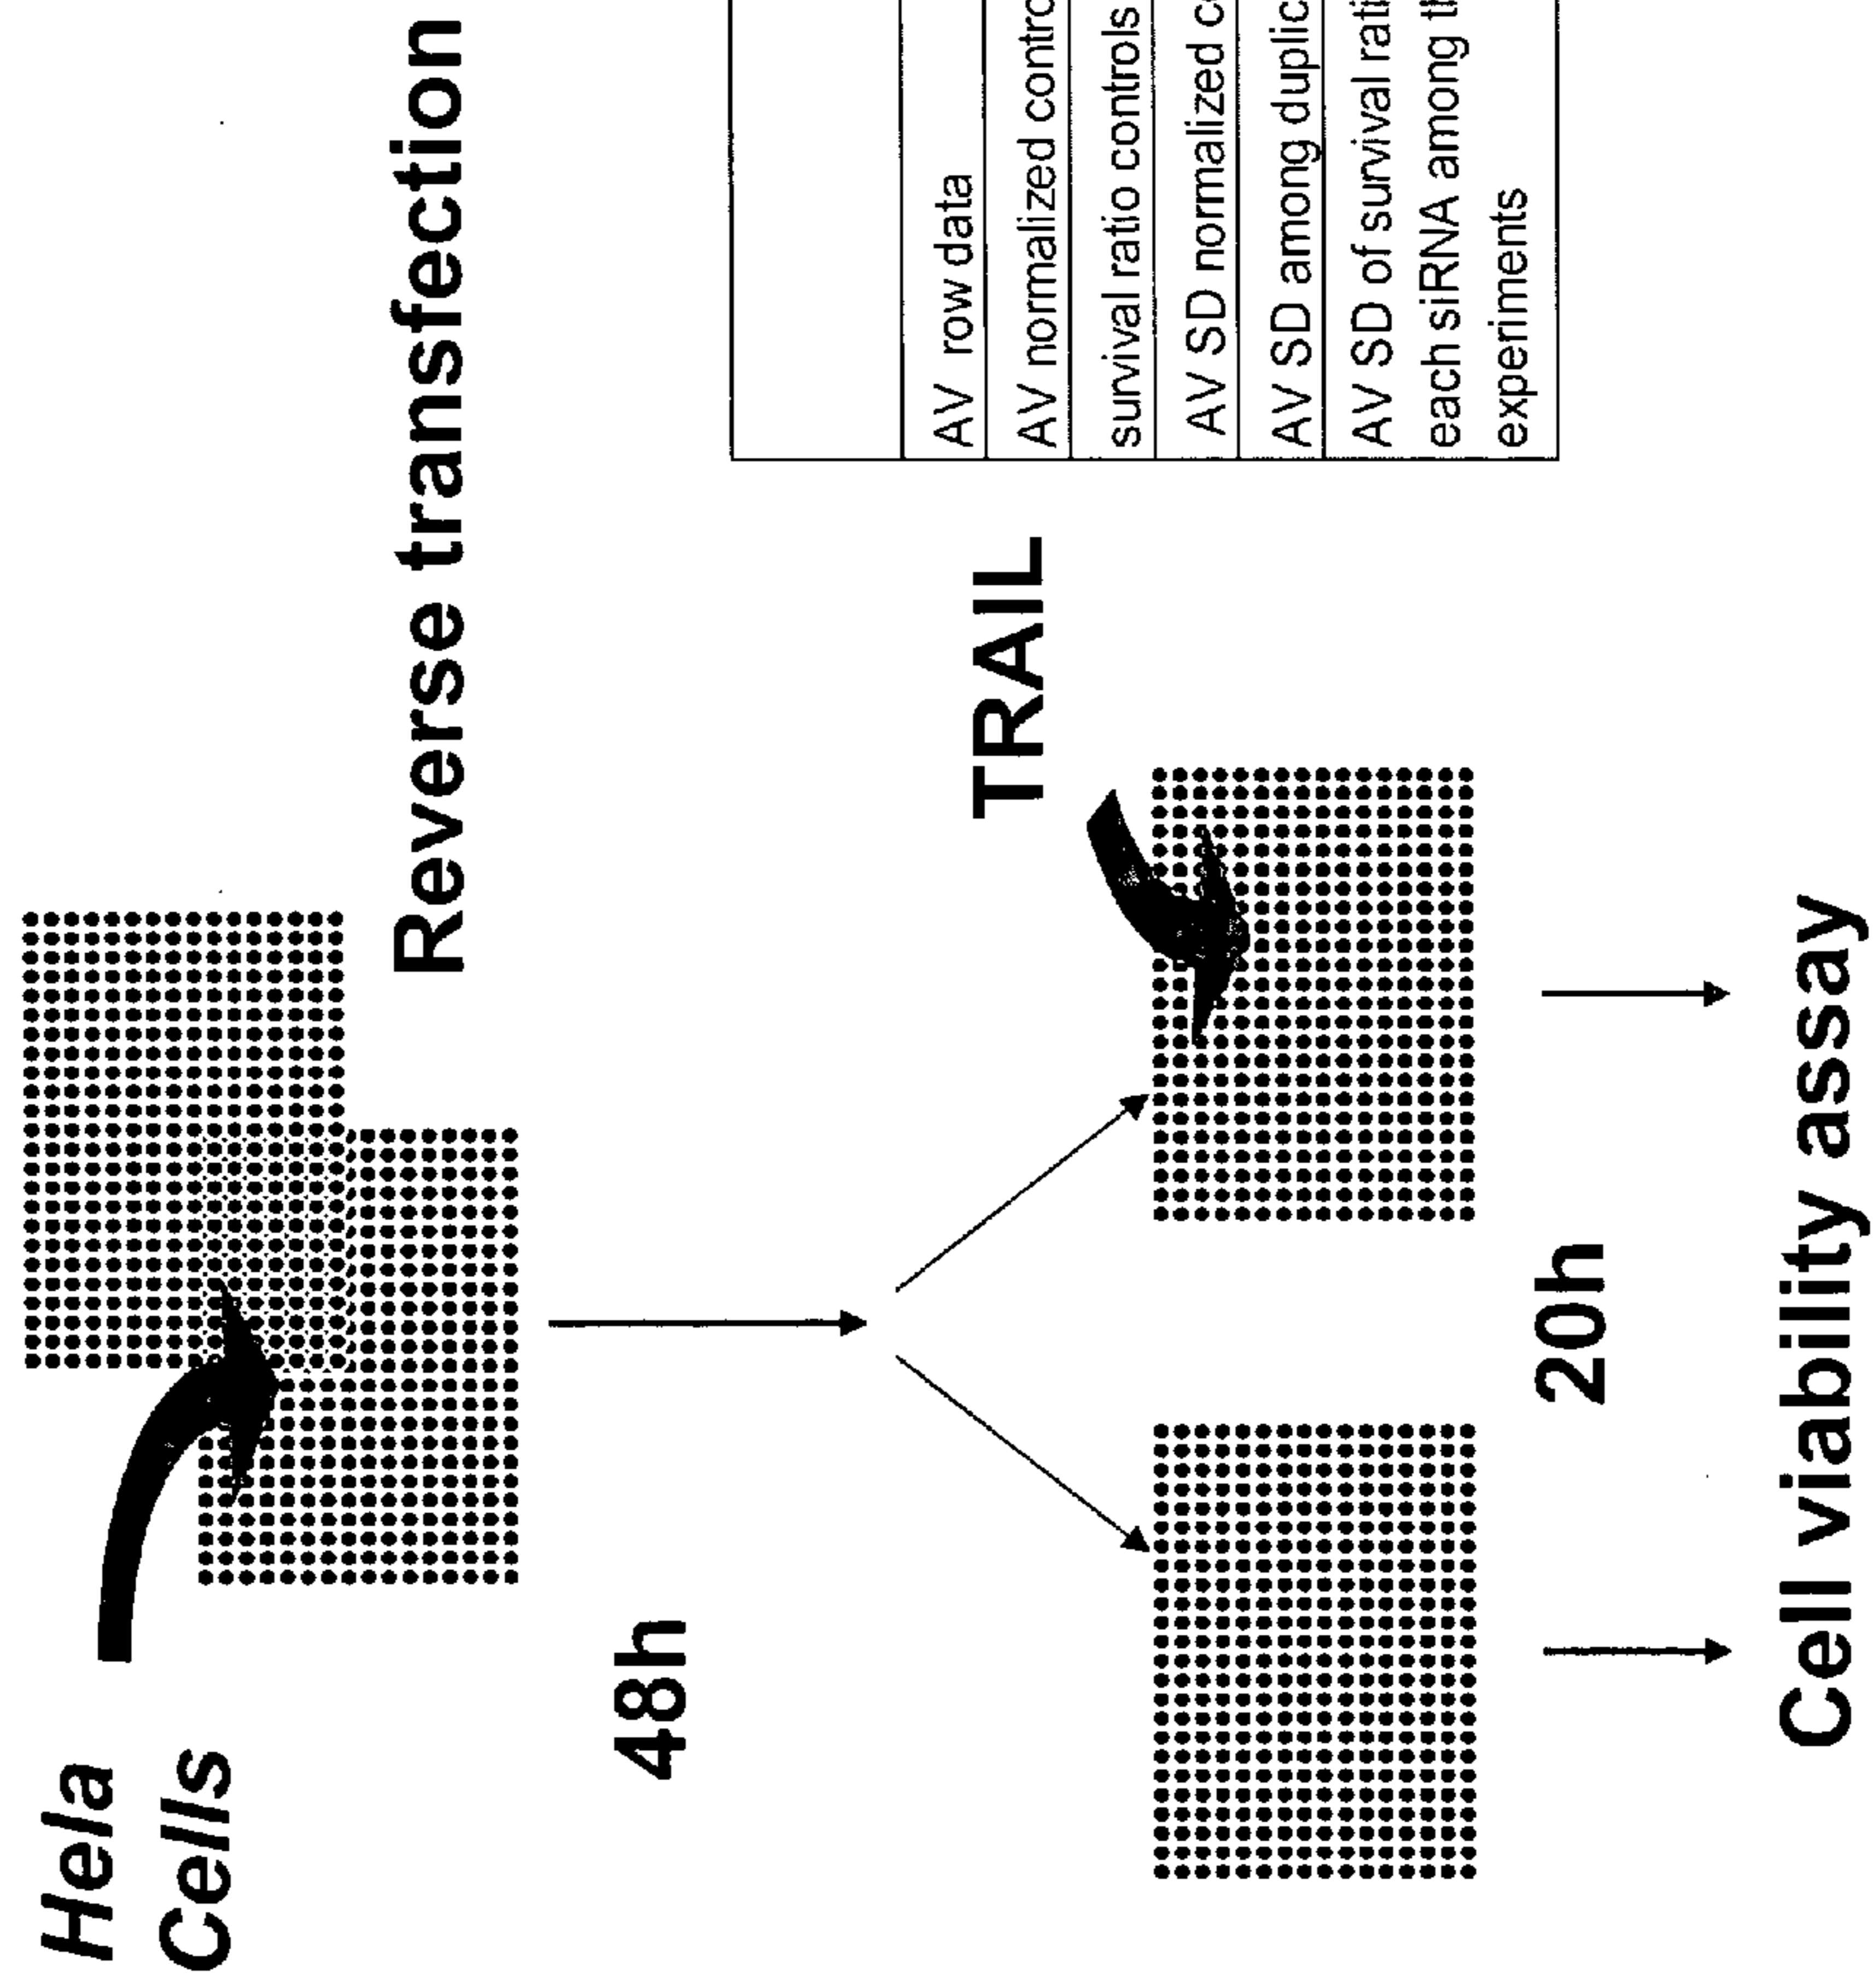 Hela
Cells
Reverse transfection
48h
TRAIL
20h
Cell viability assay
AV row data
AV normalized contro
survival ratio controls
AV SD normalized c
AV SD among duplic
AV SD of survival rati
each siRNA among t
experiments